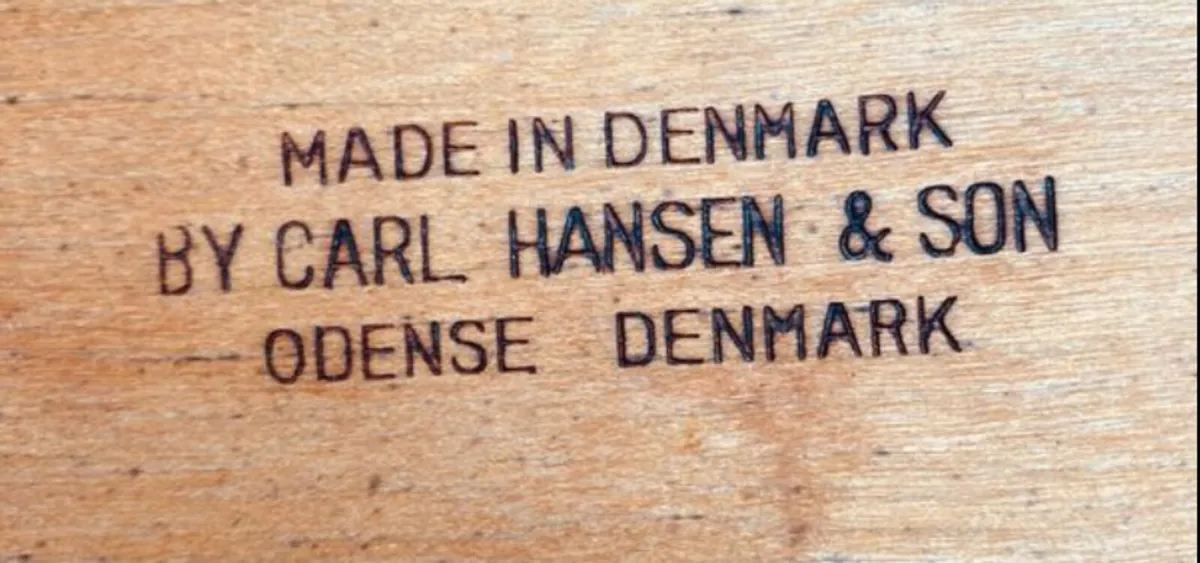 MADE IN DENMARK
BY CARL HANSEN & SON
ODENSE DENMARK